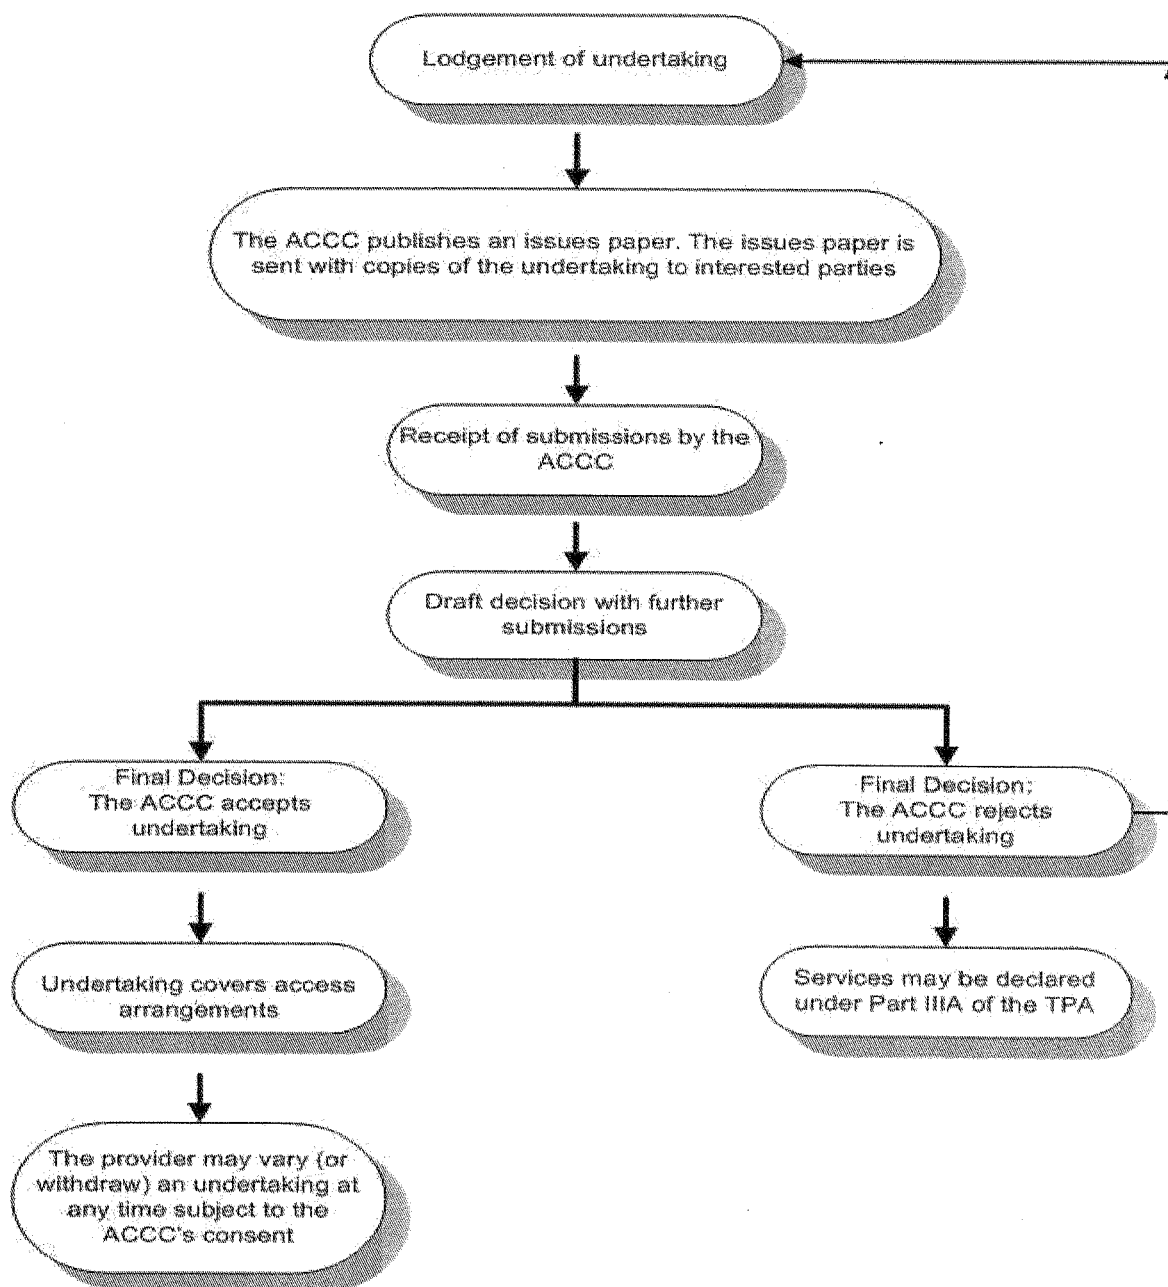 Lodgement of undertaking
The ACCC publishes an issues paper. The issues paper is
sent with copies of the undertaking to interested parties
Receipt of submissions by the
ACCC
Draft decision with further
submissions
Final Decision:
The ACCC accepts
undertaking
Final Decision:
The ACCC rejects
undertaking
Undertaking covers access
arrangements
Services may be declared
under Part IIIA of the TPA
The provider may vary (or
withdraw) an undertaking at
any time subject to the
ACCC's consent